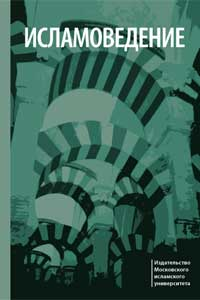 ИСЛАМОВЕДЕНИЕ
Издательство
Московского
исламского
университета